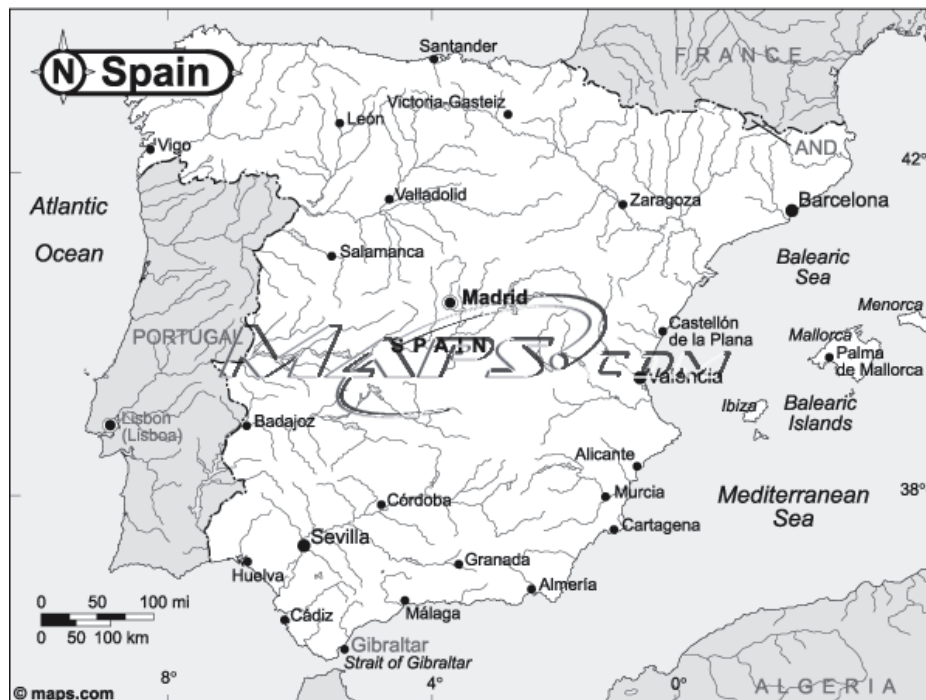 N Spain
Santander
FRANCE
Victoria-Gasteiz
León
AND.
Vigo
42°
Valladolid
Zaragoza
Barcelona
Atlantic
Ocean
Salamanca
Balearic
Sea
Madrid
Menorca
PORTUGAL
SPAIN
Castellón
de la Plana
Mallorca
Palma
de Mallorca
MAPS.COM
Valencia
Ibiza
Balearic
Islands
Lisbon
(Lisboa)
Badajoz
Alicante
Murcia
38°
Mediterranean
Sea
Córdoba
Cartagena
Sevilla
Granada
Huelva
Almería
0 50 100 mi
0 50 100 km
Cádiz
Málaga
Gibraltar
Strait of Gibraltar
8°
4°
0°
ALGERIA
© maps.com